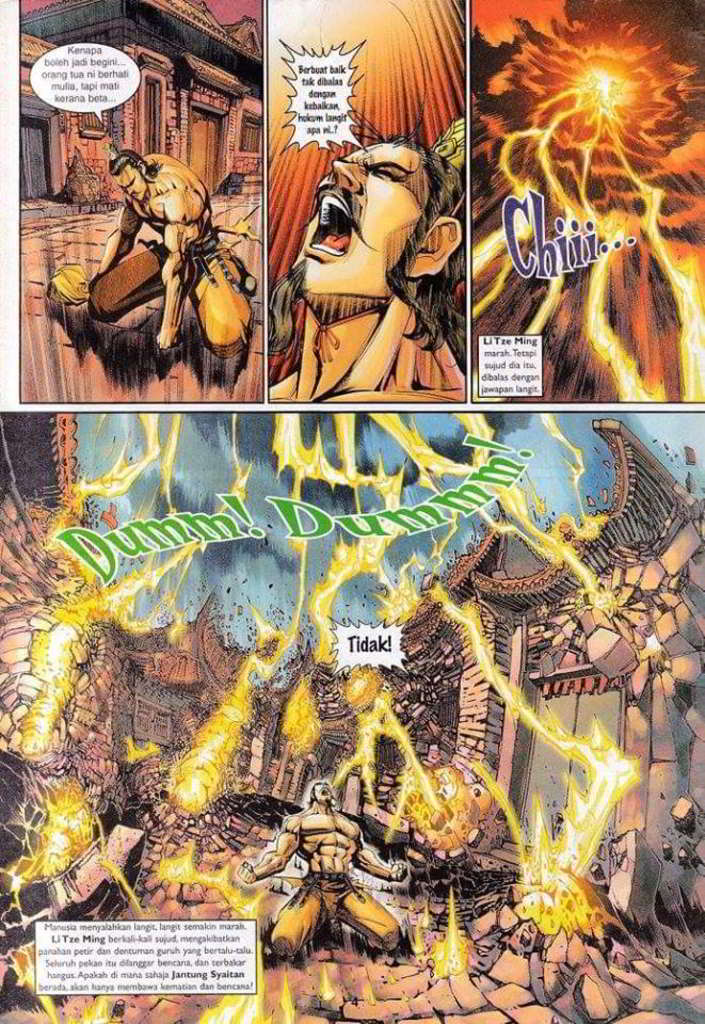 Kenapa
boleh jadi begini...
orang tua ni berhati
mulia, tapi mati
kerana beta...
Berbuat baik
tak dibalas
dengan
kebaikan,
hukum langit
apa ni..?
Chiii...
Li Tze Ming
marah. Tetapi
sujud dia itu,
dibalas dengan
jawapan langit.
Dumm! Dummm!
Tidak!
Manusia menyalahkan langit, langit semakin marah.
Li Tze Ming berkali-kali sujud, mengakibatkan
panahan petir dan dentuman guruh yang bertalu-talu.
Seluruh pekan itu dilanggar bencana, dan terbakar
hangus. Apakah di mana sahaja Jantung Syaitan
berada, akan hanya membawa kematian dan bencana!